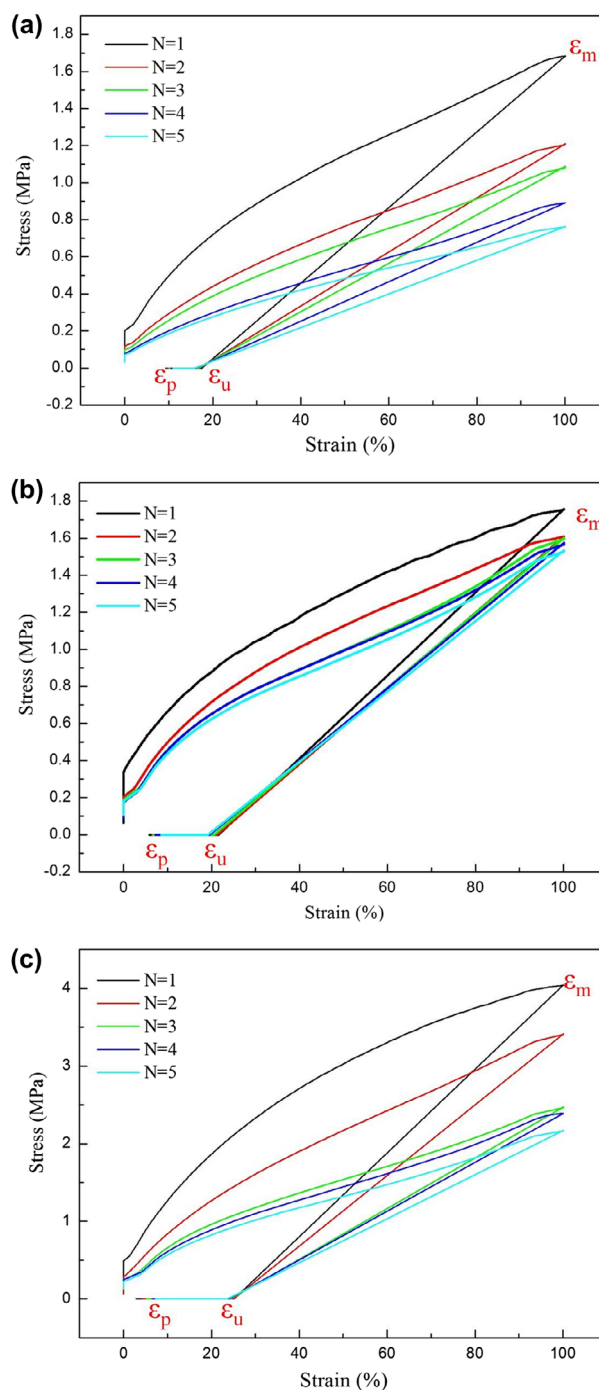 (a)
1.8
1.6
1.4
1.2
1.0
0.8
0.6
0.4
0.2
0.0
-0.2
Stress (MPa)
N=1
N=2
N=3
N=4
N=5
εm
εp
εu
0 20 40 60 80 100
Strain (%)
(b)
1.8
1.6
1.4
1.2
1.0
0.8
0.6
0.4
0.2
0.0
-0.2
Stress (MPa)
N=1
N=2
N=3
N=4
N=5
εm
εp
εu
0 20 40 60 80 100
Strain (%)
(c)
4
3
2
1
0
Stress (MPa)
N=1
N=2
N=3
N=4
N=5
εm
εp
εu
0 20 40 60 80 100
Strain (%)